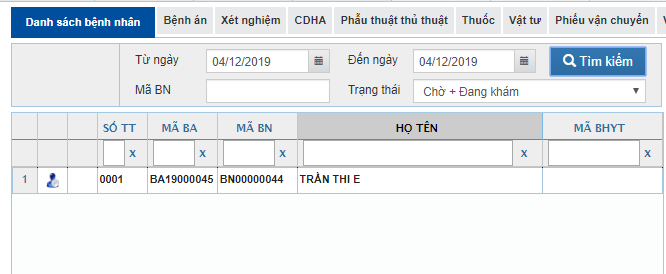 Danh sách bệnh nhân Bệnh án Xét nghiệm CDHA Phẫu thuật thủ thuật Thuốc Vật tư Phiếu vận chuyển
Từ ngày 04/12/2019 Đến ngày 04/12/2019 Tìm kiếm
Mã BN Trạng thái Chờ + Đang khám
SỐ TT MÃ BA MÃ BN HỌ TÊN MÃ BHYT
x x x x x
1 0001 BA19000045 BN00000044 TRẦN THI E